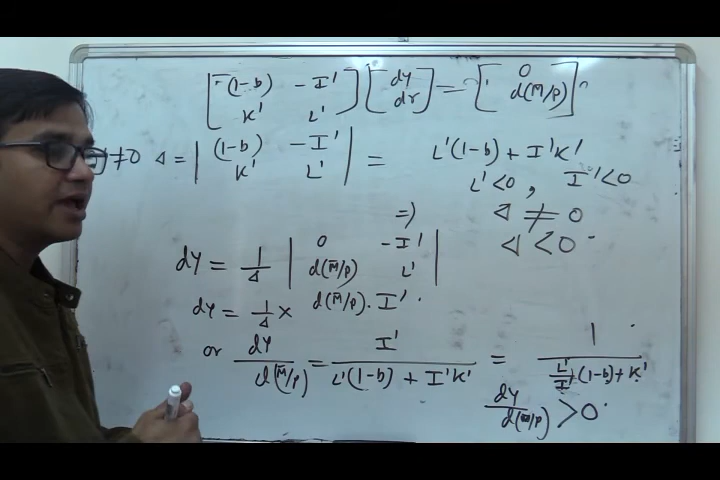 [(1-b) -I'] [dY] = [0]
[K' L'] [dr] [d(M̄/P)]
≠0 Δ = |(1-b) -I'| = L'(1-b) + I'K'
|K' L'| L'<0 , I'<0
=> Δ ≠ 0
Δ < 0
dY = 1/Δ |0 -I'|
|d(M̄/P) L'|
dY = 1/Δ × d(M̄/P) . I' .
or dY/d(M̄/P) = I'/L'(1-b) + I'K' = 1/L'/I' (1-b) + K'
dY/d(M̄/P) > 0